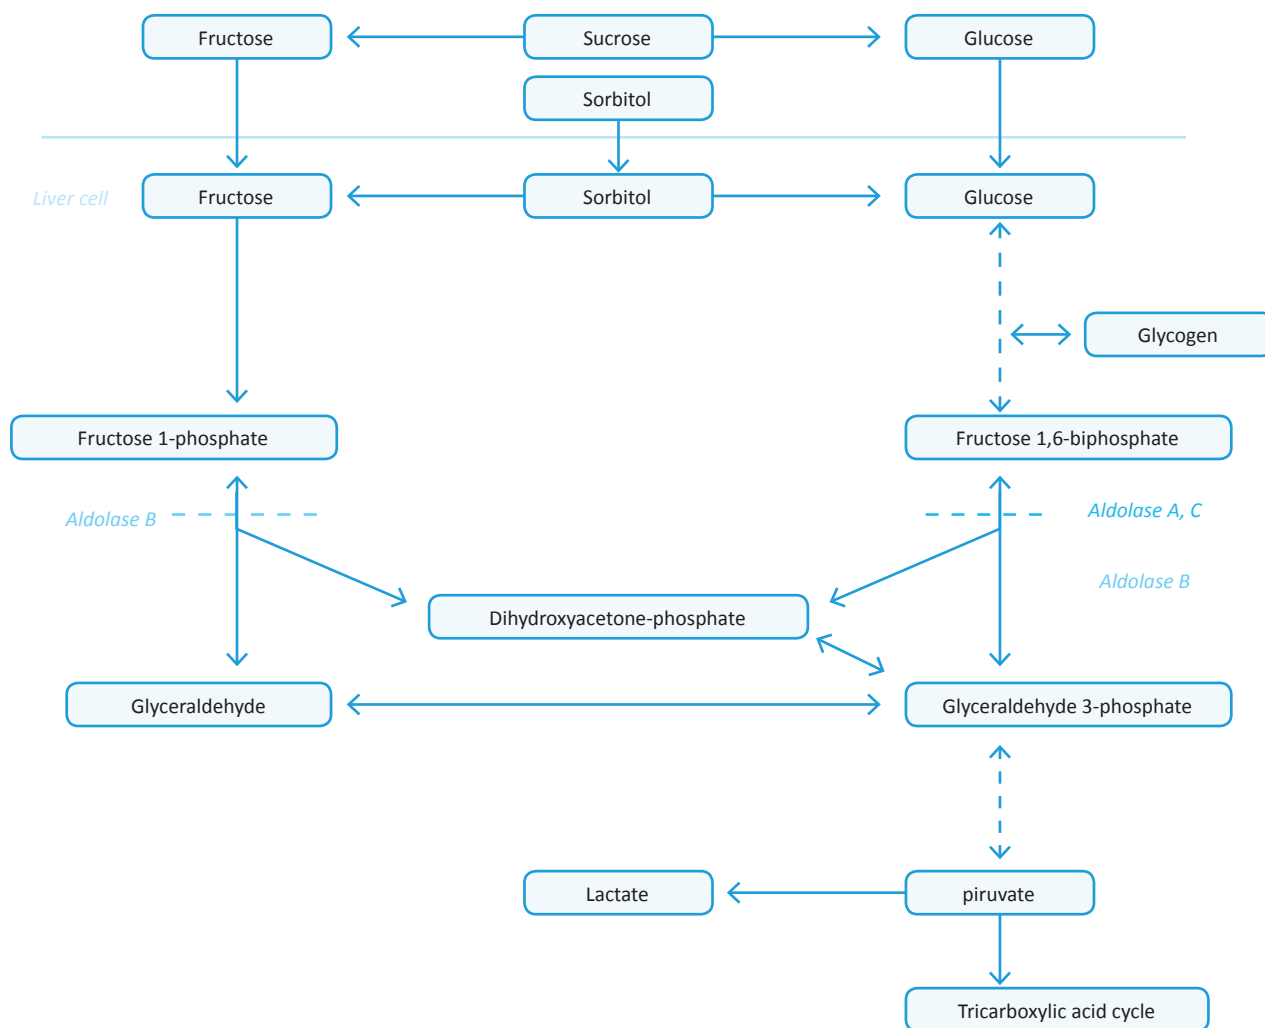 Fructose
Sucrose
Glucose
Sorbitol
Liver cell
Fructose
Sorbitol
Glucose
Glycogen
Fructose 1-phosphate
Fructose 1,6-biphosphate
Aldolase B
Aldolase A, C
Aldolase B
Dihydroxyacetone-phosphate
Glyceraldehyde
Glyceraldehyde 3-phosphate
Lactate
piruvate
Tricarboxylic acid cycle